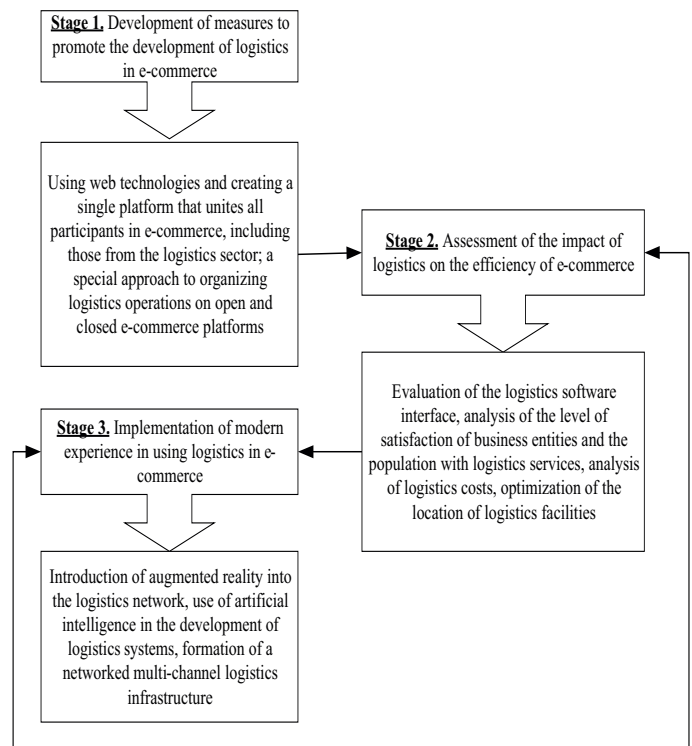 Stage 1. Development of measures to
promote the development of logistics
in e-commerce
Using web technologies and creating a
single platform that unites all
participants in e-commerce, including
those from the logistics sector; a
special approach to organizing
logistics operations on open and
closed e-commerce platforms
Stage 2. Assessment of the impact of
logistics on the efficiency of e-commerce
Evaluation of the logistics software
interface, analysis of the level of
satisfaction of business entities and the
population with logistics services, analysis
of logistics costs, optimization of the
location of logistics facilities
Stage 3. Implementation of modern
experience in using logistics in e-
commerce
Introduction of augmented reality into
the logistics network, use of artificial
intelligence in the development of
logistics systems, formation of a
networked multi-channel logistics
infrastructure